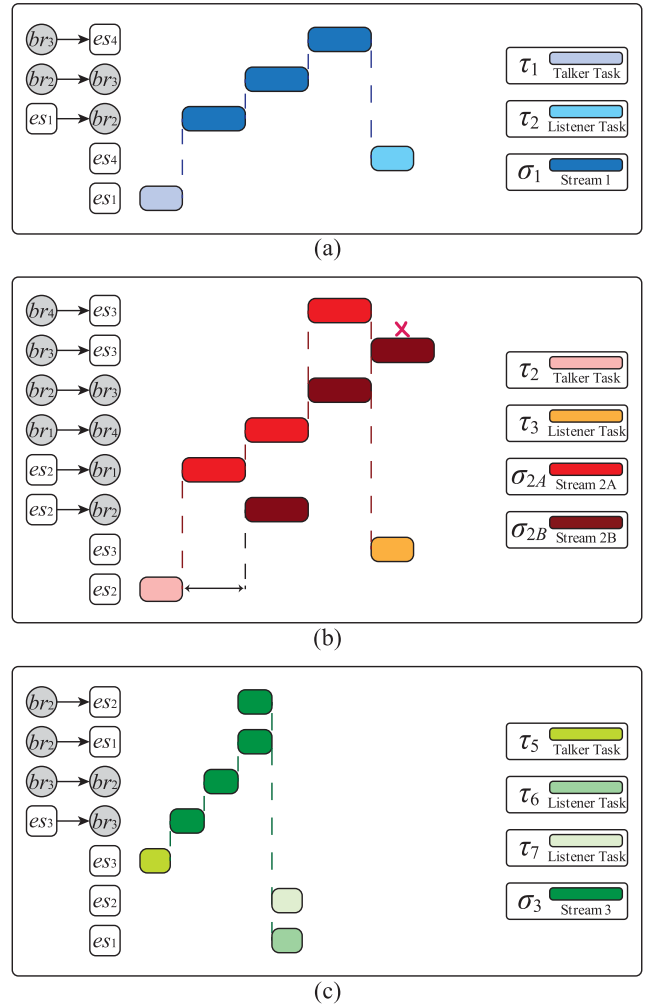 br3 es4
br2 br3
es1 br2
es4
es1
τ1 Talker Task
τ2 Listener Task
σ1 Stream 1
(a)
br4 es3
br3 es3
br2 br3
br1 br4
es2 br1
es2 br2
es3
es2
τ2 Talker Task
τ3 Listener Task
σ2A Stream 2A
σ2B Stream 2B
(b)
br2 es2
br2 es1
br3 br2
es3 br3
es3
es2
es1
τ5 Talker Task
τ6 Listener Task
τ7 Listener Task
σ3 Stream 3
(c)